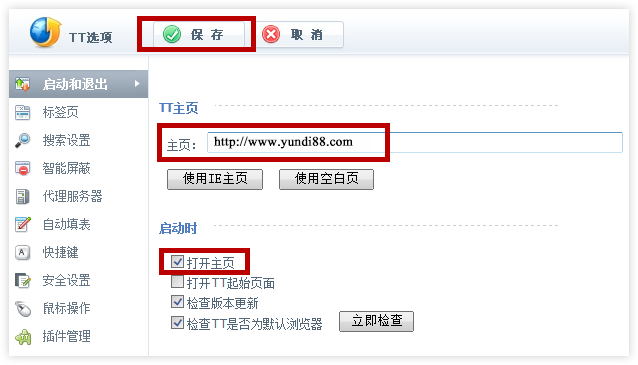 TT选项
保 存
取 消
启动和退出
标签页
搜索设置
智能屏蔽
代理服务器
自动填表
快捷键
安全设置
鼠标操作
插件管理
TT主页
主页: http://www.yundi88.com
使用IE主页 使用空白页
启动时
打开主页
打开TT起始页面
检查版本更新
检查TT是否为默认浏览器 立即检查